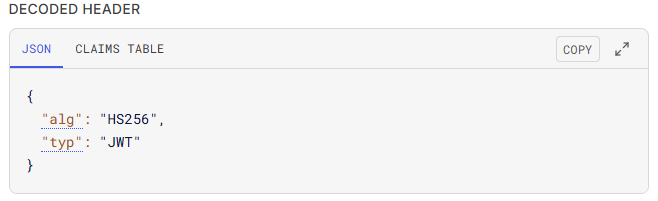 DECODED HEADER
JSON CLAIMS TABLE COPY
{
"alg": "HS256",
"typ": "JWT"
}